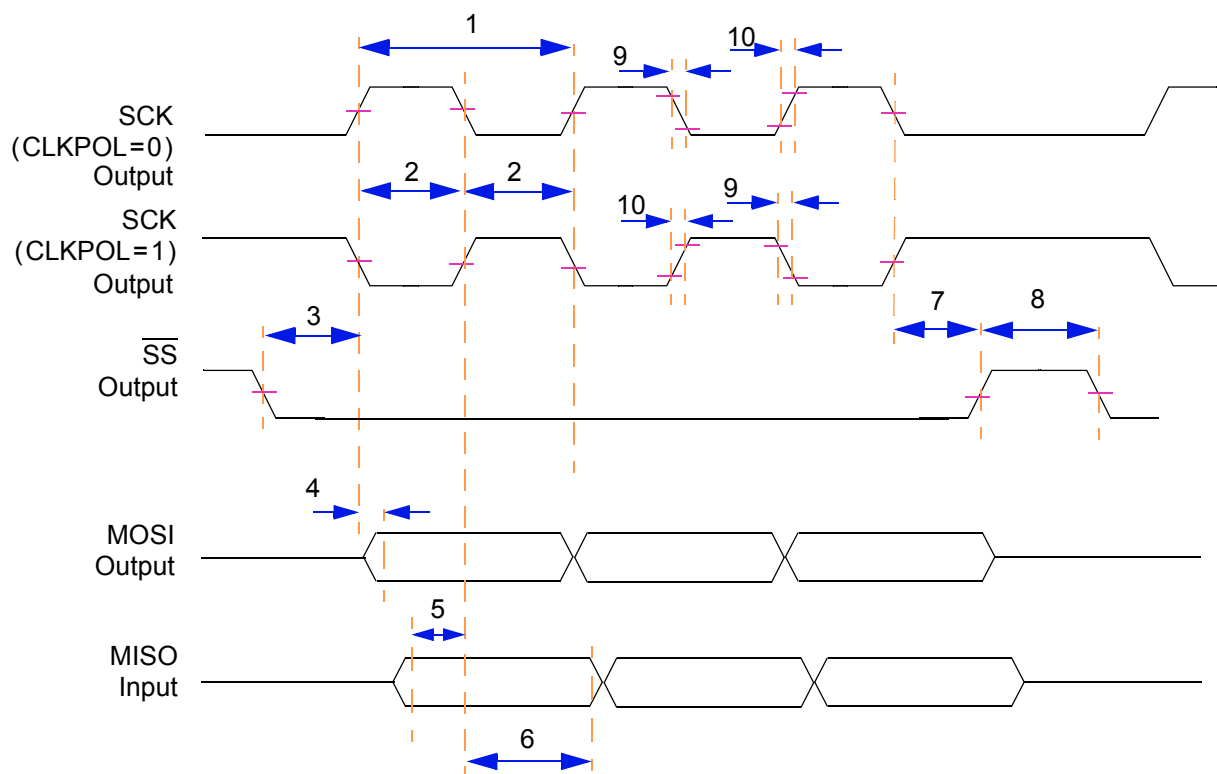 1
9
10
SCK
(CLKPOL=0)
Output
2
2
SCK
(CLKPOL=1)
Output
10
9
3
7
8
SS
Output
4
MOSI
Output
5
MISO
Input
6